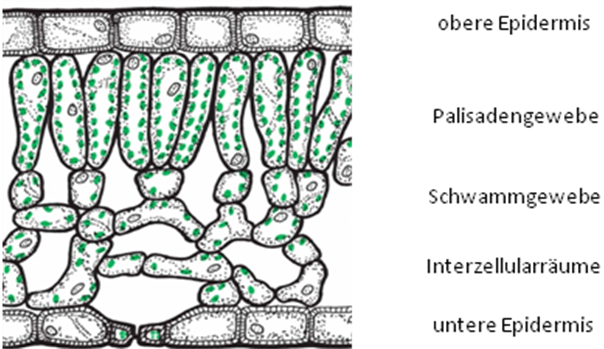 obere Epidermis
Palisadengewebe
Schwammgewebe
Interzellularräume
untere Epidermis